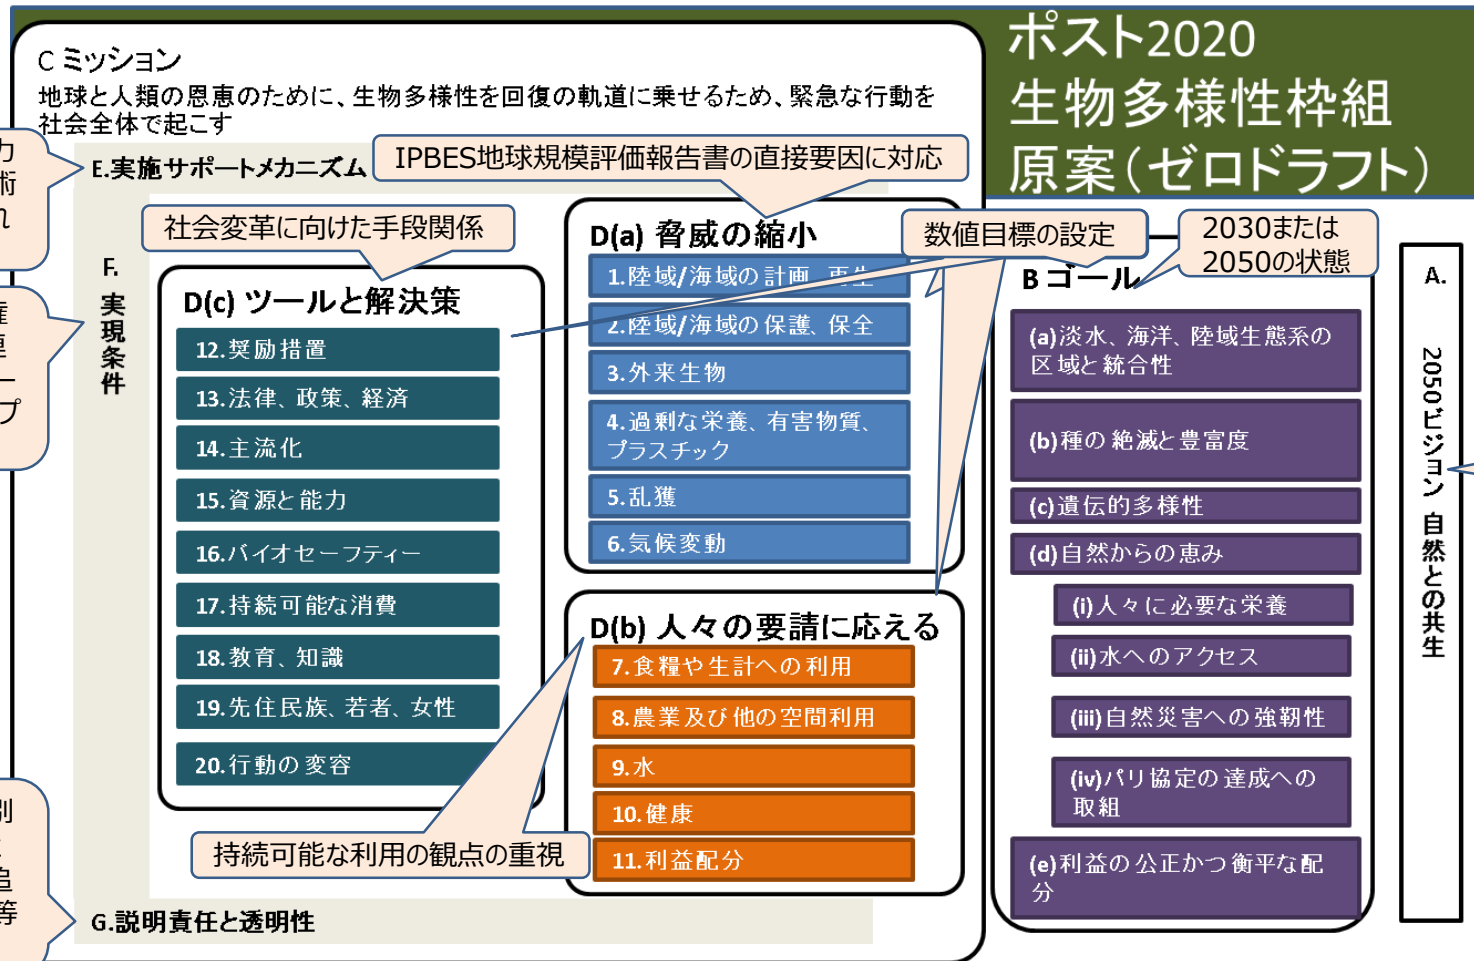 ポスト2020
生物多様性枠組
原案(ゼロドラフト)
C ミッション
地球と人類の恩恵のために、生物多様性を回復の軌道に乗せるため、緊急な行動を
社会全体で起こす
E.実施サポートメカニズム
IPBES地球規模評価報告書の直接要因に対応
社会変革に向けた手段関係
数値目標の設定
2030または
2050の状態
F.
実現条件
D(c) ツールと解決策
12.奨励措置
13.法律、政策、経済
14.主流化
15.資源と能力
16.バイオセーフティー
17.持続可能な消費
18.教育、知識
19.先住民族、若者、女性
20.行動の変容
D(a) 脅威の縮小
1.陸域/海域の計画、再生
2.陸域/海域の保護、保全
3.外来生物
4.過剰な栄養、有害物質、
プラスチック
5.乱獲
6.気候変動
D(b) 人々の要請に応える
7.食糧や生計への利用
8.農業及び他の空間利用
9.水
10.健康
11.利益配分
持続可能な利用の観点の重視
B ゴール
(a)淡水、海洋、陸域生態系の
区域と統合性
(b)種の絶滅と豊富度
(c)遺伝的多様性
(d)自然からの恵み
(i)人々に必要な栄養
(ii)水へのアクセス
(iii)自然災害への強靭性
(iv)パリ協定の達成への
取組
(e)利益の公正かつ衡平な配
分
A.
2050ビジョン 自然との共生
G.説明責任と透明性
力
術
れ
ー
プ
追
等